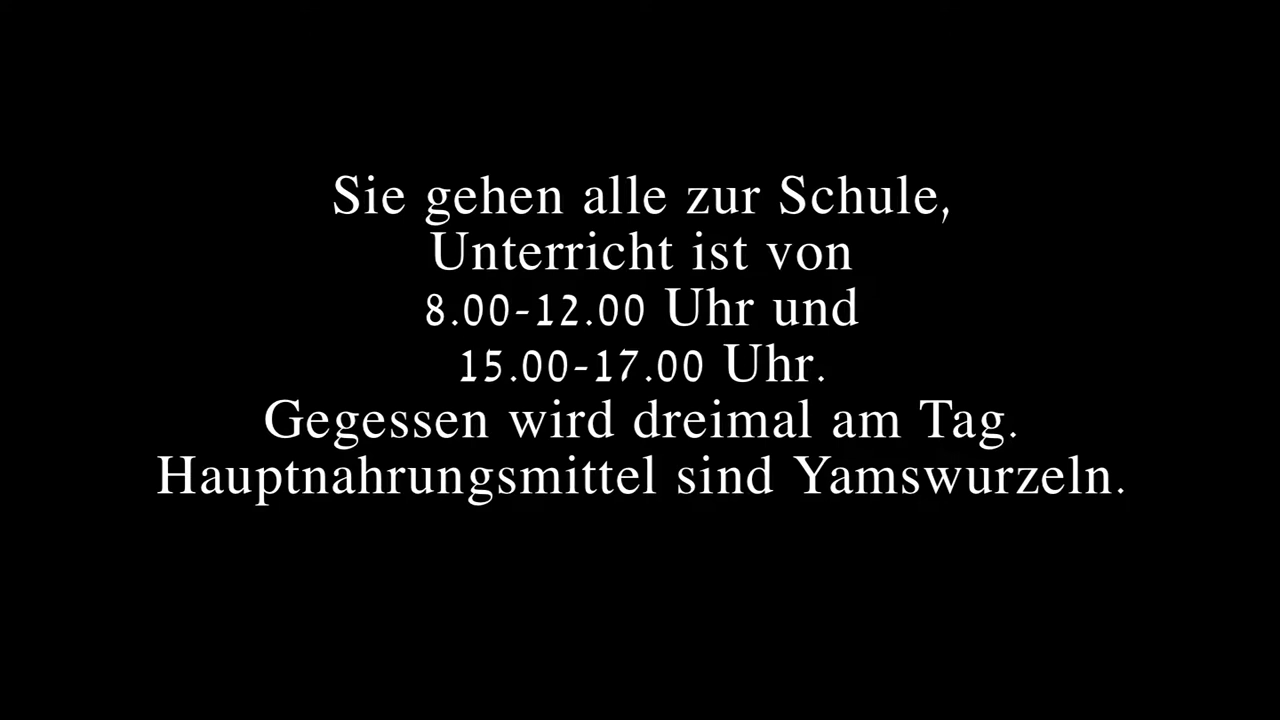 Sie gehen alle zur Schule,
Unterricht ist von
8.00-12.00 Uhr und
15.00-17.00 Uhr.
Gegessen wird dreimal am Tag.
Hauptnahrungsmittel sind Yamswurzeln.